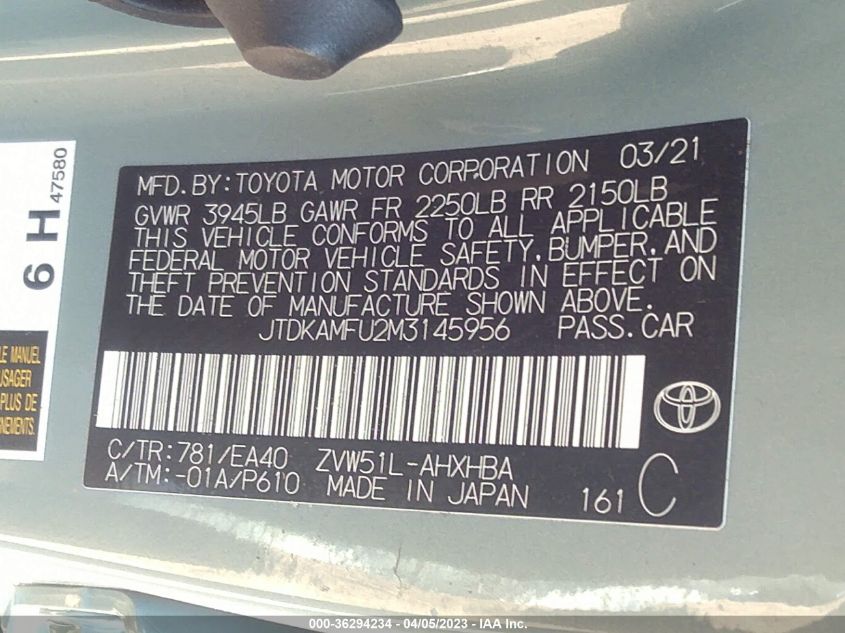 MFD. BY: TOYOTA MOTOR CORPORATION 03/21
GVWR 3945LB GAWR FR 2250LB RR 2150LB
THIS VEHICLE CONFORMS TO ALL APPLICABLE
FEDERAL MOTOR VEHICLE SAFETY, BUMPER, AND
THEFT PREVENTION STANDARDS IN EFFECT ON
THE DATE OF MANUFACTURE SHOWN ABOVE.
JTDKAMFU2M3145956 PASS. CAR
C/TR: 781/EA40 ZVW51L-AHXHBA
A/TM: -01A/P610 MADE IN JAPAN 161 C
6 H 47580
LE MANUEL
USAGER
PLUS DE
RNEMENTS.
000-36294234 - 04/05/2023 - IAA Inc.